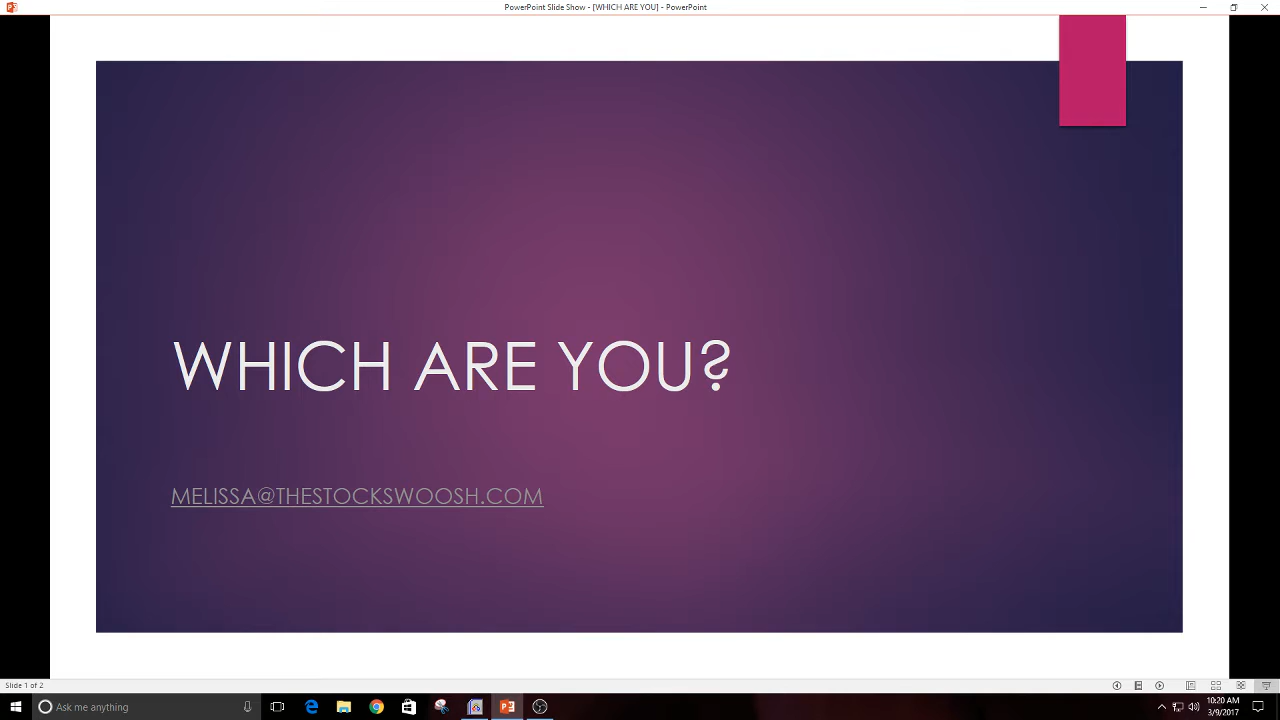 PowerPoint Slide Show - [WHICH ARE YOU] - PowerPoint
WHICH ARE YOU?
MELISSA@THESTOCKSWOOSH.COM
Slide 1 of 2
Ask me anything
10:20 AM
3/9/2017